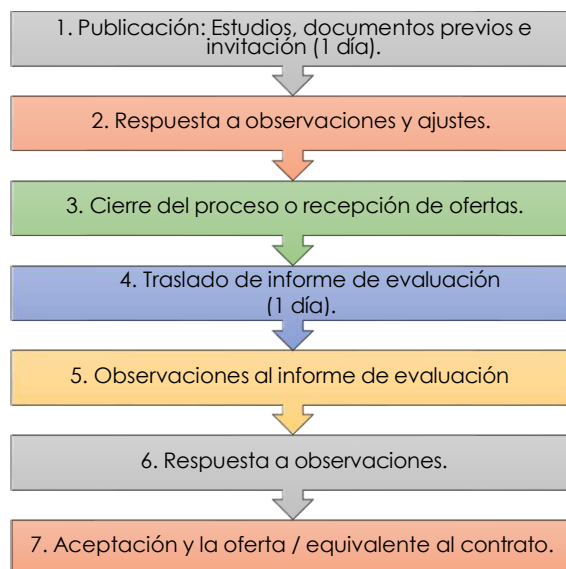 1. Publicación: Estudios, documentos previos e
invitación (1 día).
2. Respuesta a observaciones y ajustes.
3. Cierre del proceso o recepción de ofertas.
4. Traslado de informe de evaluación
(1 día).
5. Observaciones al informe de evaluación
6. Respuesta a observaciones.
7. Aceptación y la oferta / equivalente al contrato.